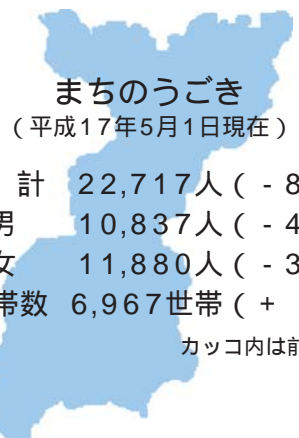 まちのうごき
（平成17年5月1日現在）
計 22,717人（ - 8
男 10,837人（ - 4
女 11,880人（ - 3
帯数 6,967世帯（ +
カッコ内は前